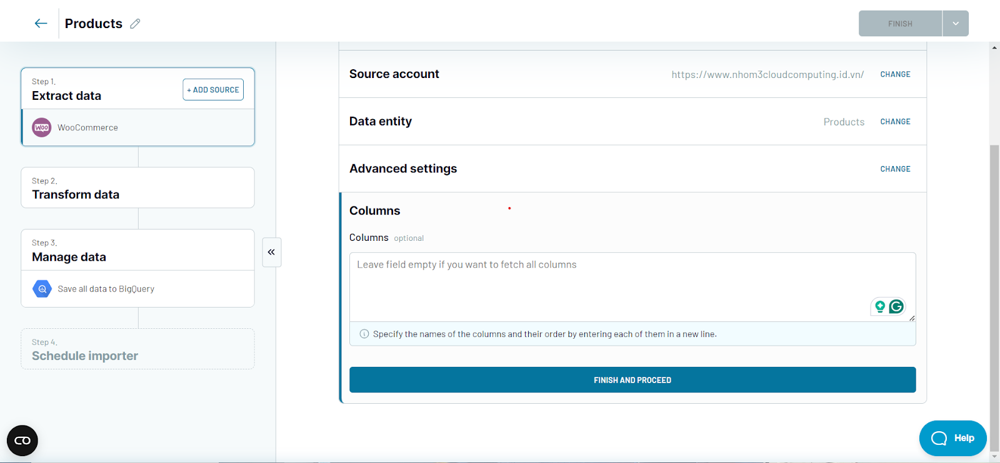 Products
FINISH
Step 1.
Extract data
+ ADD SOURCE
Woo
WooCommerce
Step 2.
Transform data
Step 3.
Manage data
Save all data to BigQuery
Step 4.
Schedule importer
Source account
https://www.nhom3cloudcomputing.id.vn/ CHANGE
Data entity
Products CHANGE
Advanced settings
CHANGE
Columns
Columns optional
Leave field empty if you want to fetch all columns
Specify the names of the columns and their order by entering each of them in a new line.
FINISH AND PROCEED
Help